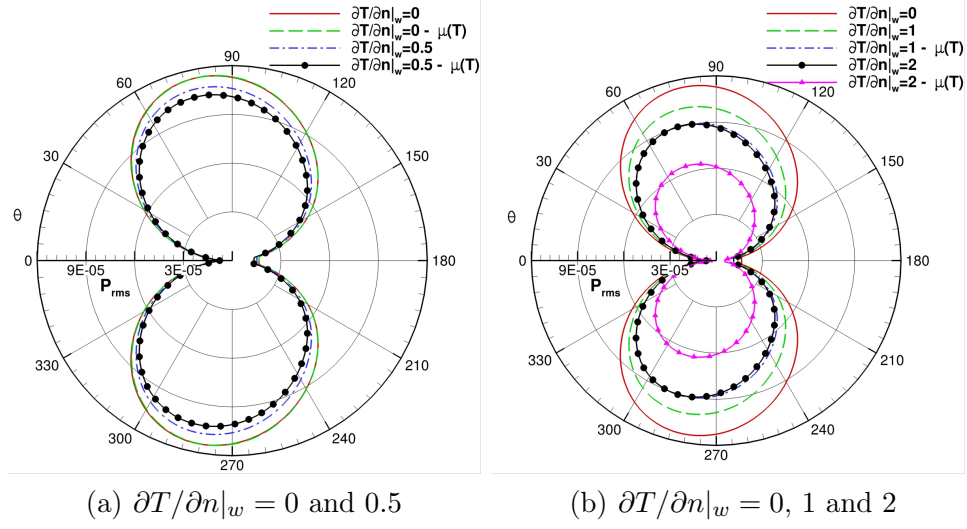 ∂T/∂n|w=0
∂T/∂n|w=0 - μ(T)
∂T/∂n|w=0.5
∂T/∂n|w=0.5 - μ(T)
90
60
120
30
150
θ
0
180
9E-05
3E-05
Prms
330
210
300
240
270
∂T/∂n|w=0
∂T/∂n|w=1
∂T/∂n|w=1 - μ(T)
∂T/∂n|w=2
∂T/∂n|w=2 - μ(T)
90
60
120
30
150
θ
0
180
9E-05
3E-05
Prms
330
210
300
240
270
(a) ∂T/∂n|w = 0 and 0.5
(b) ∂T/∂n|w = 0, 1 and 2